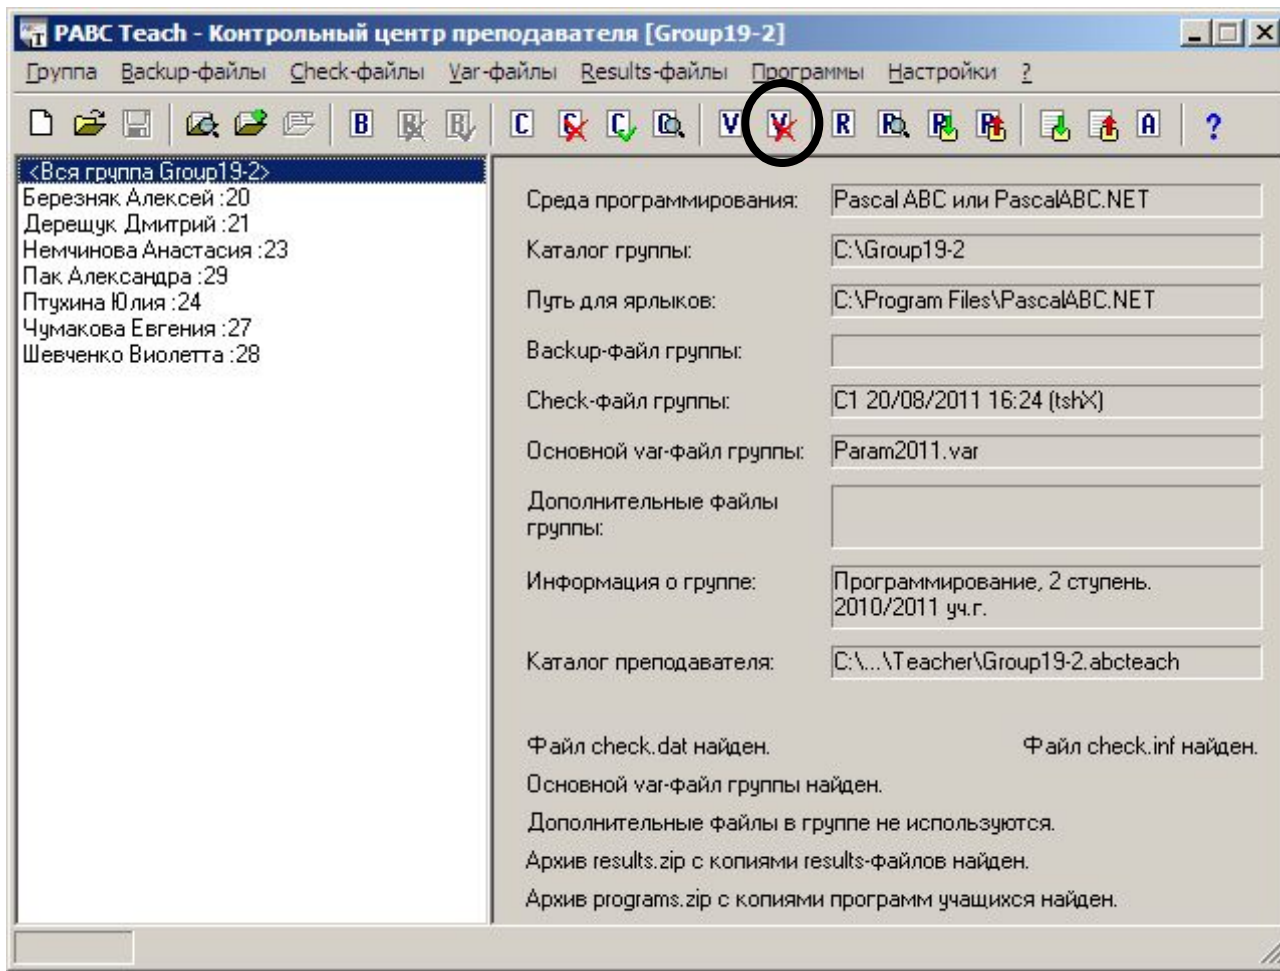 PABC Teach - Контрольный центр преподавателя [Group19-2]
Группа Backup-файлы Check-файлы Var-файлы Results-файлы Программы Настройки ?
B B B C C C C V V R R R R A ?
<Вся группа Group19-2>
Березняк Алексей :20
Дерещук Дмитрий :21
Немчинова Анастасия :23
Пак Александра :29
Птухина Юлия :24
Чумакова Евгения :27
Шевченко Виолетта :28
Среда программирования: Pascal ABC или PascalABC.NET
Каталог группы: C:\Group19-2
Путь для ярлыков: C:\Program Files\PascalABC.NET
Backup-файл группы:
Check-файл группы: C1 20/08/2011 16:24 (tshX)
Основной var-файл группы: Param2011.var
Дополнительные файлы
группы:
Информация о группе: Программирование, 2 ступень.
2010/2011 уч.г.
Каталог преподавателя: C:\...\Teacher\Group19-2.abcteach
Файл check.dat найден. Файл check.inf найден.
Основной var-файл группы найден.
Дополнительные файлы в группе не используются.
Архив results.zip с копиями results-файлов найден.
Архив programs.zip с копиями программ учащихся найден.